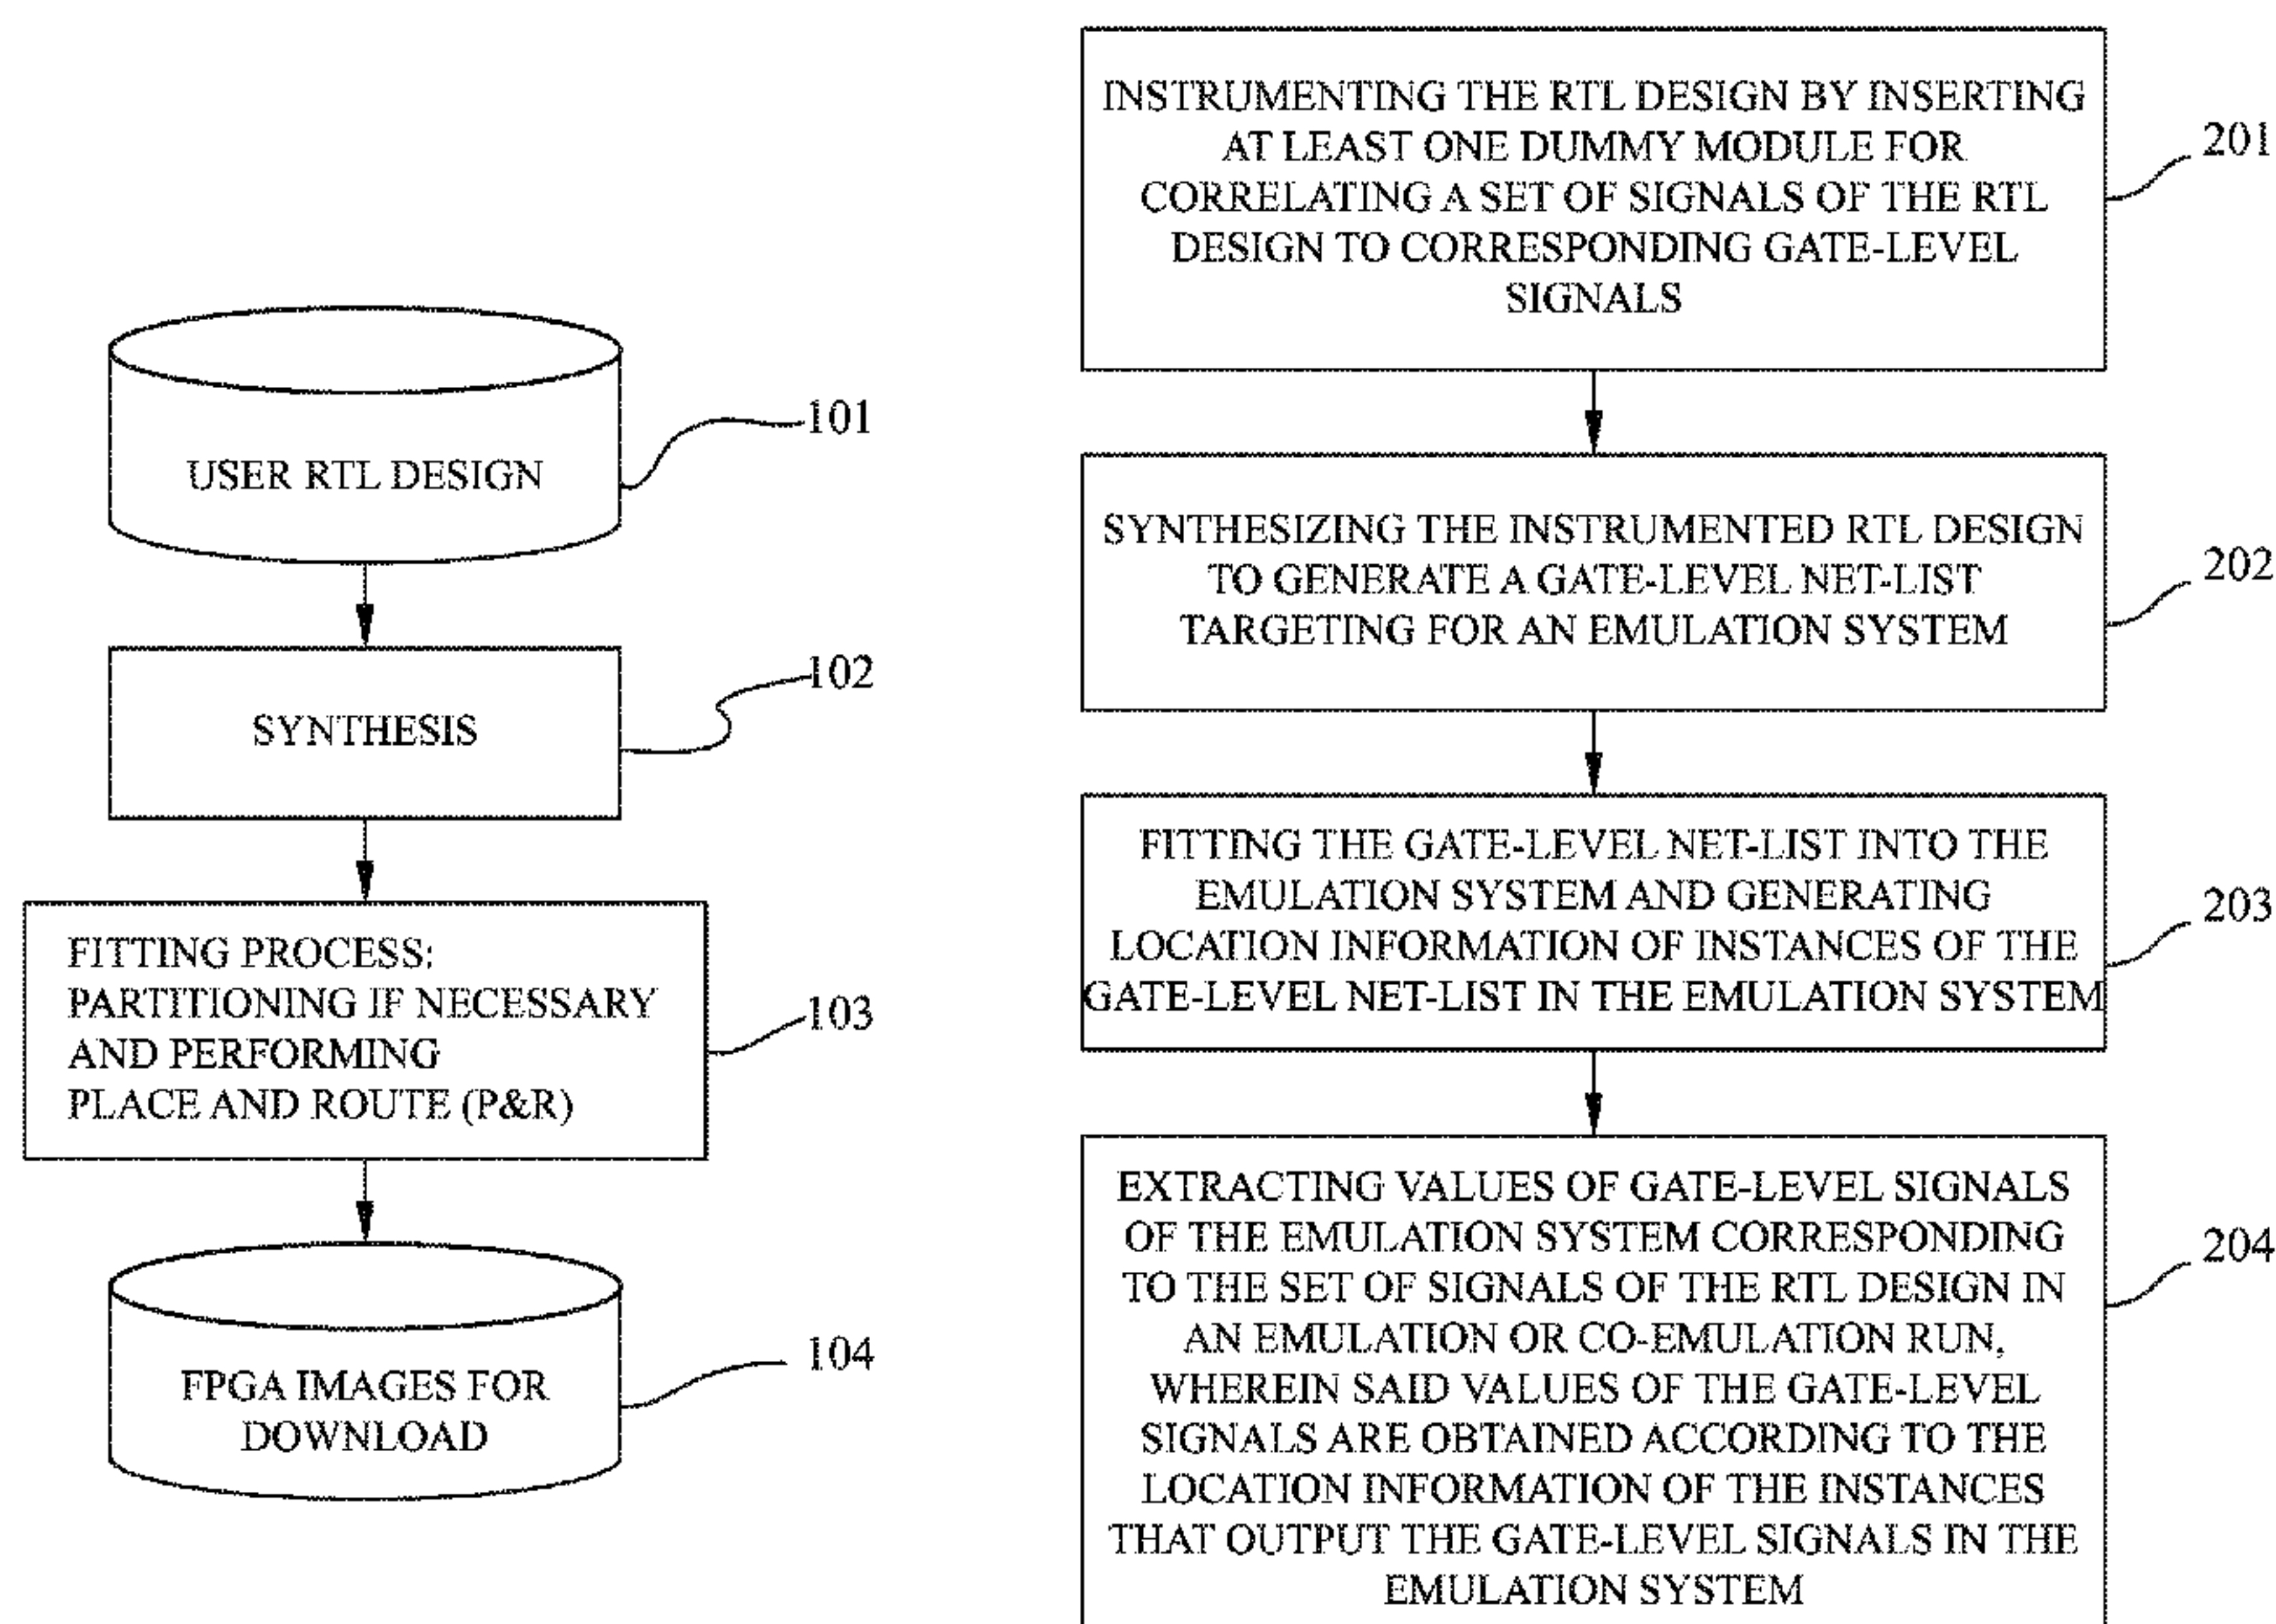 USER RTL DESIGN
101
SYNTHESIS
102
FITTING PROCESS:
PARTITIONING IF NECESSARY
AND PERFORMING
PLACE AND ROUTE (P&R)
103
FPGA IMAGES FOR
DOWNLOAD
104
INSTRUMENTING THE RTL DESIGN BY INSERTING
AT LEAST ONE DUMMY MODULE FOR
CORRELATING A SET OF SIGNALS OF THE RTL
DESIGN TO CORRESPONDING GATE-LEVEL
SIGNALS
201
SYNTHESIZING THE INSTRUMENTED RTL DESIGN
TO GENERATE A GATE-LEVEL NET-LIST
TARGETING FOR AN EMULATION SYSTEM
202
FITTING THE GATE-LEVEL NET-LIST INTO THE
EMULATION SYSTEM AND GENERATING
LOCATION INFORMATION OF INSTANCES OF THE
GATE-LEVEL NET-LIST IN THE EMULATION SYSTEM
203
EXTRACTING VALUES OF GATE-LEVEL SIGNALS
OF THE EMULATION SYSTEM CORRESPONDING
TO THE SET OF SIGNALS OF THE RTL DESIGN IN
AN EMULATION OR CO-EMULATION RUN,
WHEREIN SAID VALUES OF THE GATE-LEVEL
SIGNALS ARE OBTAINED ACCORDING TO THE
LOCATION INFORMATION OF THE INSTANCES
THAT OUTPUT THE GATE-LEVEL SIGNALS IN THE
EMULATION SYSTEM
204